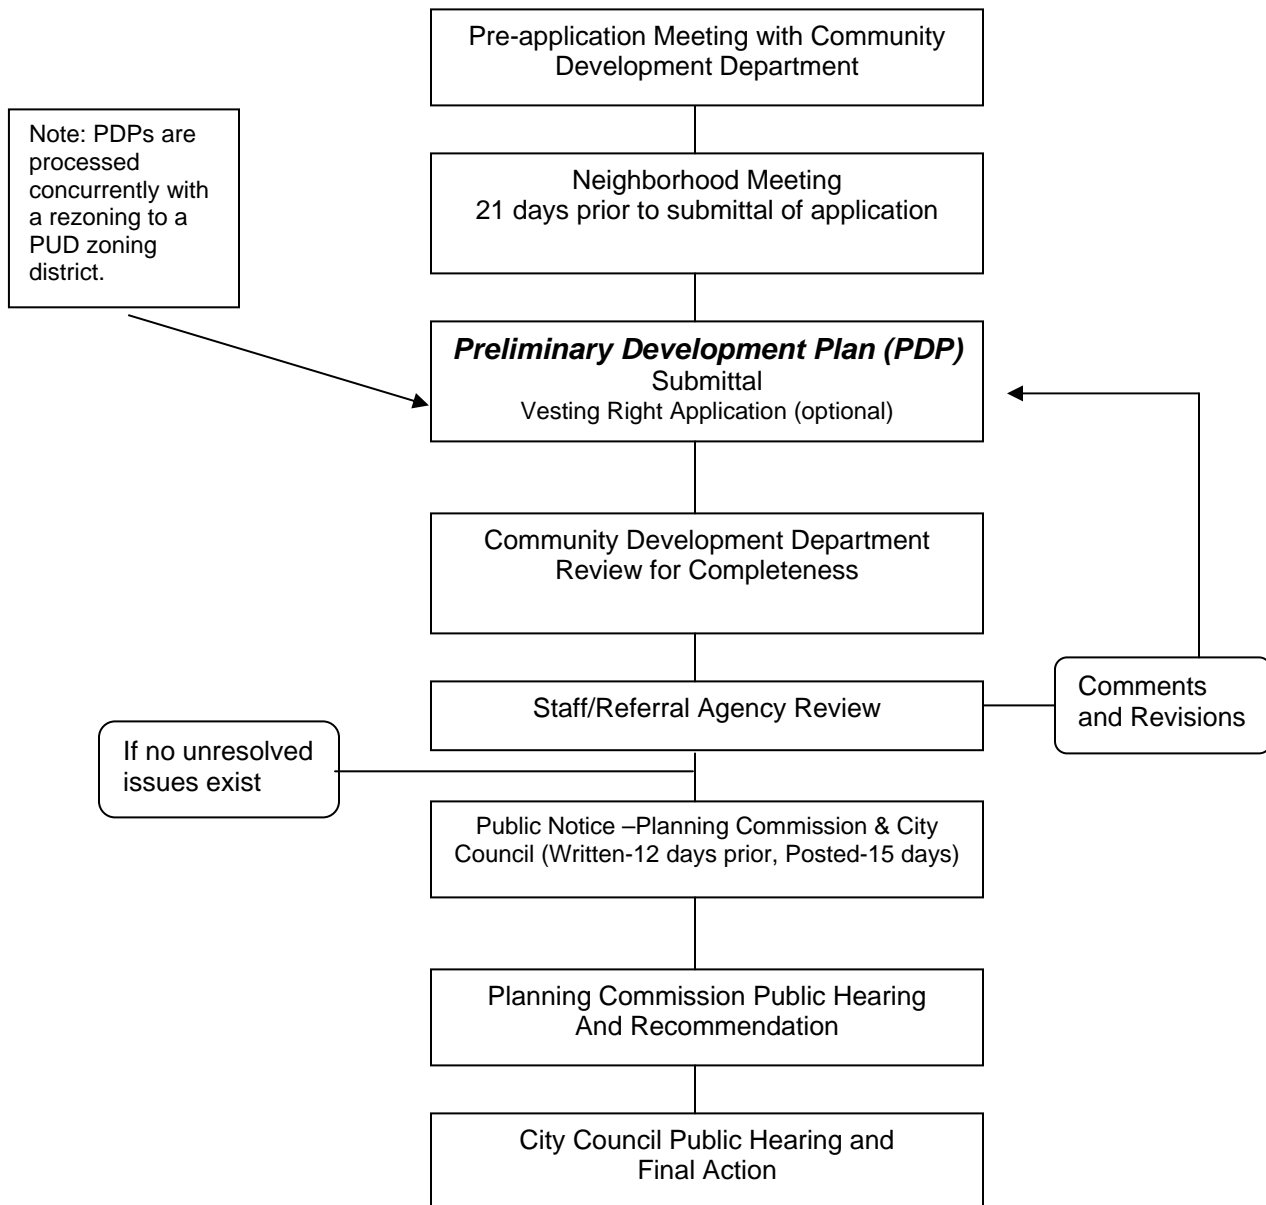 Pre-application Meeting with Community
Development Department
Note: PDPs are
processed
concurrently with
a rezoning to a
PUD zoning
district.
Neighborhood Meeting
21 days prior to submittal of application
Preliminary Development Plan (PDP)
Submittal
Vesting Right Application (optional)
Community Development Department
Review for Completeness
Staff/Referral Agency Review
Comments
and Revisions
If no unresolved
issues exist
Public Notice –Planning Commission & City
Council (Written-12 days prior, Posted-15 days)
Planning Commission Public Hearing
And Recommendation
City Council Public Hearing and
Final Action